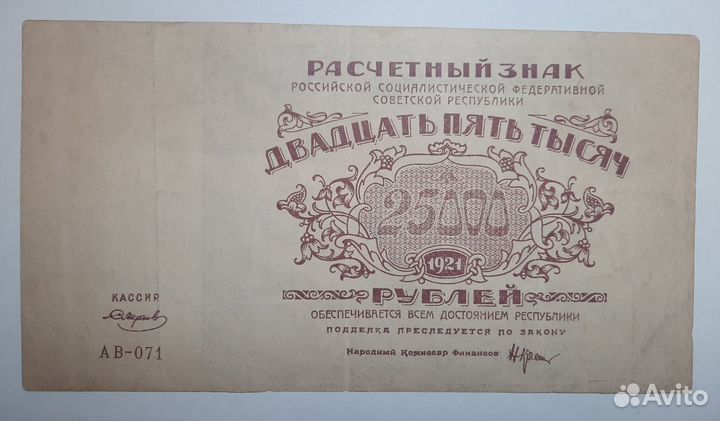 РАСЧЕТНЫЙ ЗНАК
РОССИЙСКОЙ СОЦИАЛИСТИЧЕСКОЙ ФЕДЕРАТИВНОЙ
СОВЕТСКОЙ РЕСПУБЛИКИ
ДВАДЦАТЬ ПЯТЬ ТЫСЯЧ
25000
1921
РУБЛЕЙ
ОБЕСПЕЧИВАЕТСЯ ВСЕМ ДОСТОЯНИЕМ РЕСПУБЛИКИ
ПОДДЕЛКА ПРЕСЛЕДУЕТСЯ ПО ЗАКОНУ
Народный Комиссар Финансов
КАССИР
АВ-071
Avito